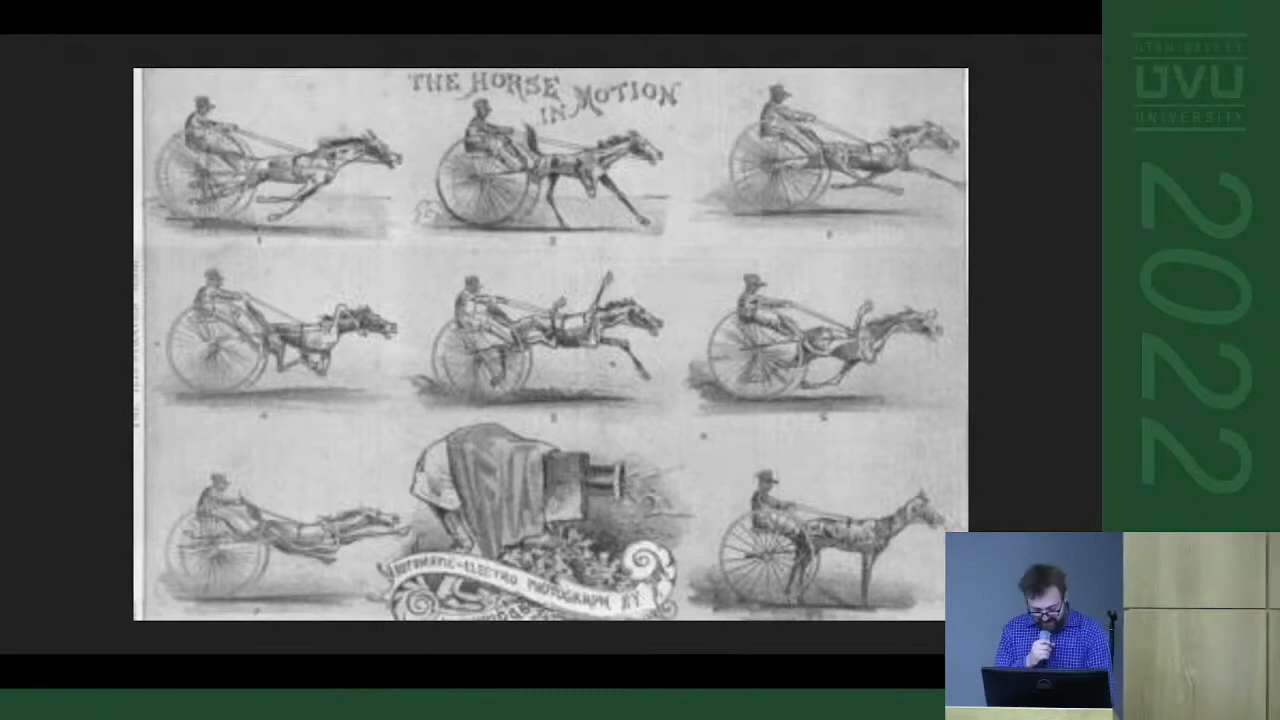 THE HORSE
IN MOTION
AUTOMATIC-ELECTRO PHOTOGRAPH BY
UTAH VALLEY
UVU
UNIVERSITY
2022